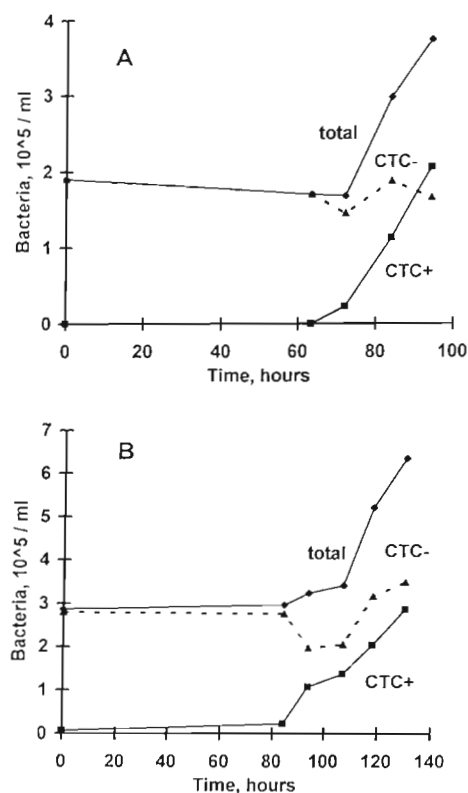 4
A
total
3
CTC-
2
CTC+
1
0
Bacteria, 10^5 / ml
0 20 40 60 80 100
Time, hours
7
B
6
CTC-
5
total
4
3
2
CTC+
1
0
Bacteria, 10^5 / ml
0 20 40 60 80 100 120 140
Time, hours